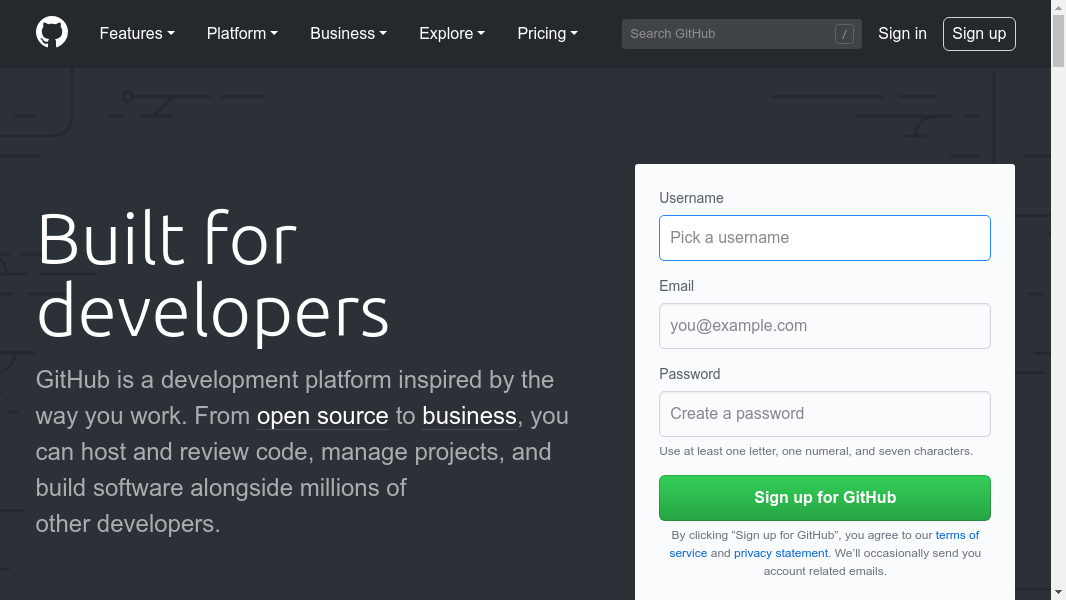 Features Platform Business Explore Pricing Search GitHub / Sign in Sign up
Built for
developers
GitHub is a development platform inspired by the
way you work. From open source to business, you
can host and review code, manage projects, and
build software alongside millions of
other developers.
Username
Pick a username
Email
you@example.com
Password
Create a password
Use at least one letter, one numeral, and seven characters.
Sign up for GitHub
By clicking “Sign up for GitHub”, you agree to our terms of
service and privacy statement. We’ll occasionally send you
account related emails.